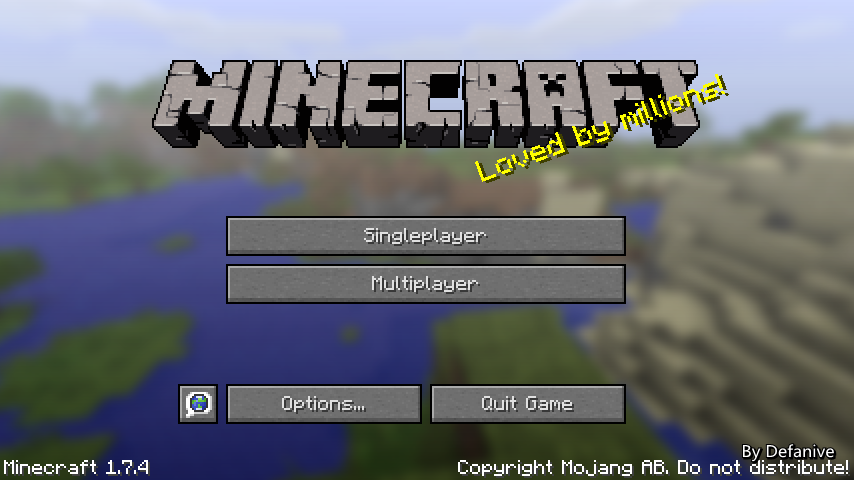 MINECRAFT
Loved by millions!
Singleplayer
Multiplayer
Options...
Quit Game
By Defanive
Minecraft 1.7.4
Copyright Mojang AB. Do not distribute!